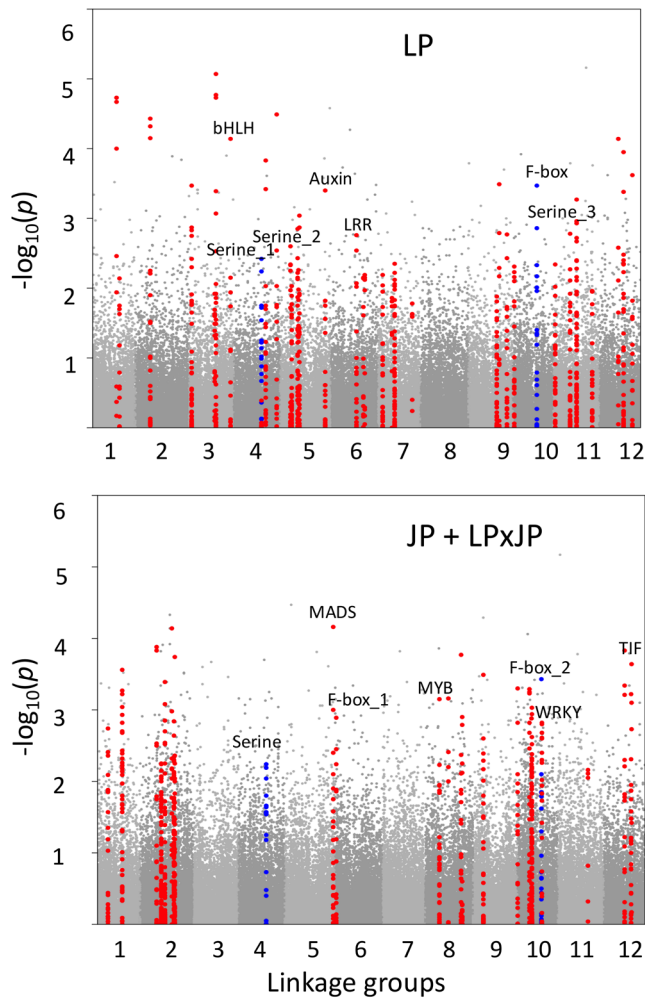 6
LP
5
-log10(p)
4
bHLH
F-box
Auxin
3
LRR
Serine_3
Serine_2
Serine_1
2
1
1 2 3 4 5 6 7 8 9 10 11 12
6
JP + LPxJP
5
-log10(p)
4
MADS
TIF
F-box_2
3
F-box_1
MYB
WRKY
Serine
2
1
1 2 3 4 5 6 7 8 9 10 11 12
Linkage groups